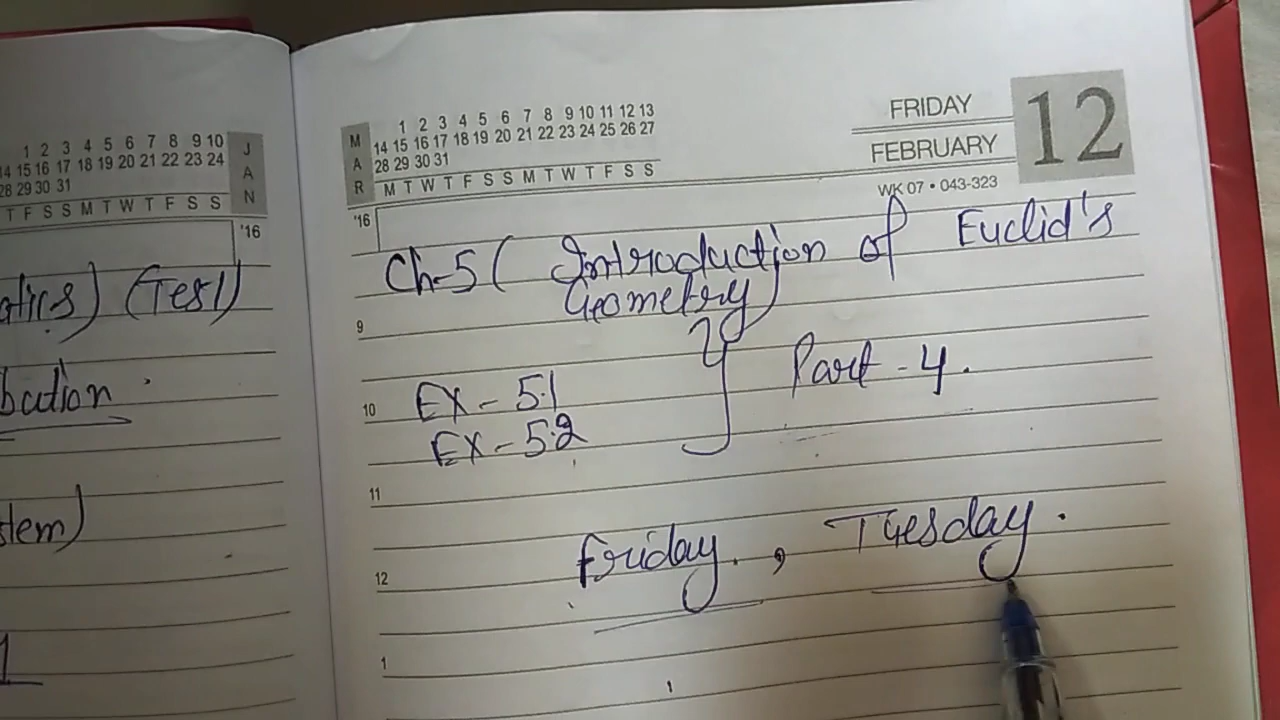 1 2 3 4 5 6 7 8 9 10
14 15 16 17 18 19 20 21 22 23 24
28 29 30 31
T F S S M T W T F S S
JAN
'16
(Test)
stem)
1
MAR
1 2 3 4 5 6 7 8 9 10 11 12 13
14 15 16 17 18 19 20 21 22 23 24 25 26 27
28 29 30 31
M T W T F S S M T W T F S S
'16
FRIDAY
FEBRUARY
12
WK 07 • 043-323
Ch-5 ( Introduction of Euclid's
Geometry)
9
10 EX - 5.1
EX - 5.2
Part - 4.
11
Friday. , Tuesday.
12
1